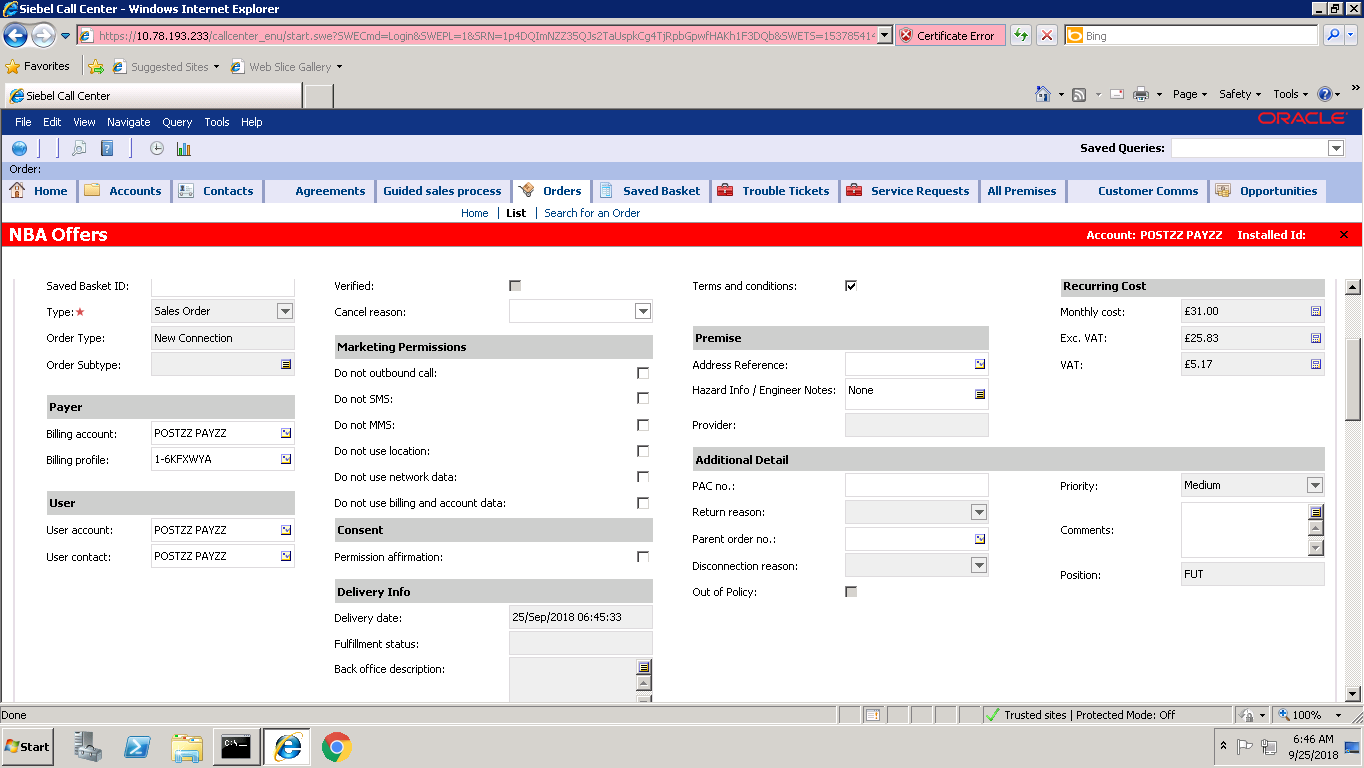 Siebel Call Center - Windows Internet Explorer
https://10.78.193.233/callcenter_enu/start.swe?SWECmd=Login&SWEPL=1&SRN=1p4DQImNZZ35QJs2TaUspkCg4TjRpbGpwfHAKh1F3DQb&SWETS=153785414 Certificate Error Bing
Favorites Suggested Sites Web Slice Gallery
Siebel Call Center Page Safety Tools »
File Edit View Navigate Query Tools Help ORACLE
Saved Queries:
Order:
Home Accounts Contacts Agreements Guided sales process Orders Saved Basket Trouble Tickets Service Requests All Premises Customer Comms Opportunities
Home List Search for an Order
NBA Offers Account: POSTZZ PAYZZ Installed Id:
Saved Basket ID: Verified: Terms and conditions: Recurring Cost
Type: Sales Order Cancel reason: Monthly cost: £31.00
Order Type: New Connection Premise Exc. VAT: £25.83
Marketing Permissions
Order Subtype: Do not outbound call: Address Reference: VAT: £5.17
Do not SMS: Hazard Info / Engineer Notes: None
Payer
Billing account: POSTZZ PAYZZ Do not MMS: Provider:
Billing profile: 1-6KFXWYA Do not use location: Additional Detail
Do not use network data: PAC no.: Priority: Medium
User Do not use billing and account data: Return reason:
User account: POSTZZ PAYZZ Consent Parent order no.: Comments:
User contact: POSTZZ PAYZZ Permission affirmation: Disconnection reason: Position: FUT
Delivery Info Out of Policy:
Delivery date: 25/Sep/2018 06:45:33
Fulfillment status:
Back office description:
Done Trusted sites | Protected Mode: Off 100%
Start 6:46 AM
9/25/2018